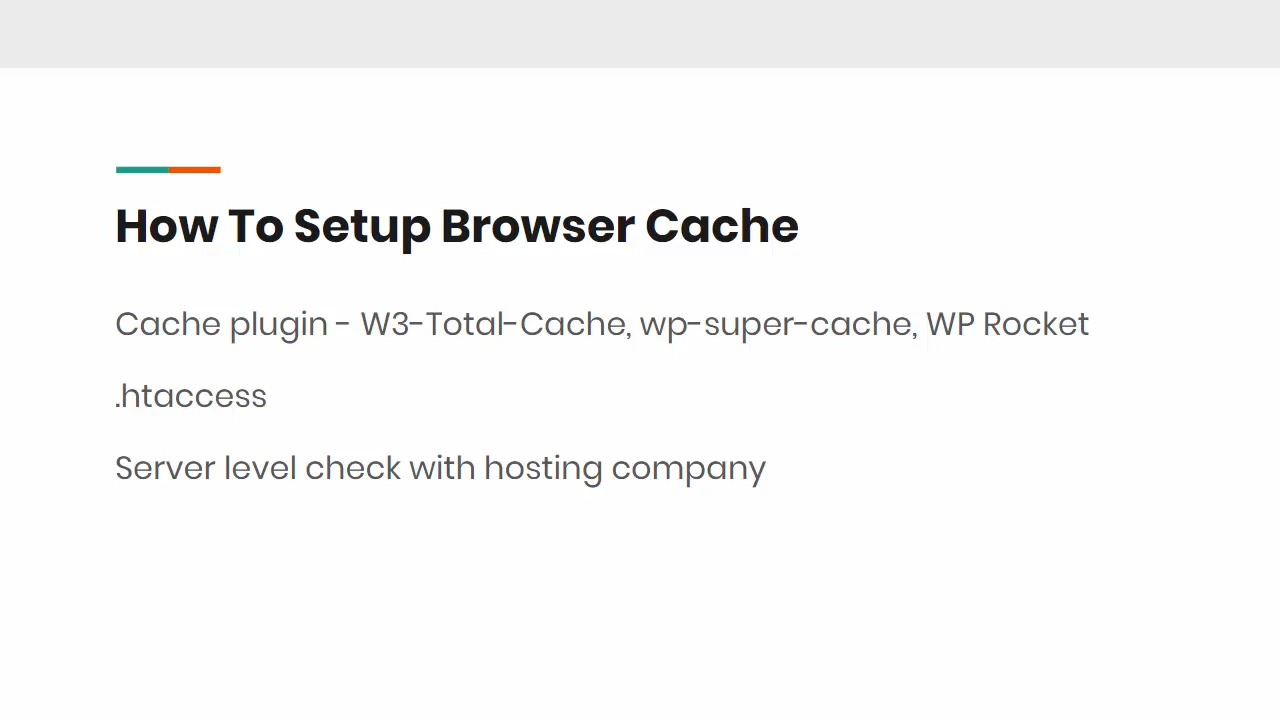 How To Setup Browser Cache
Cache plugin - W3-Total-Cache, wp-super-cache, WP Rocket
.htaccess
Server level check with hosting company